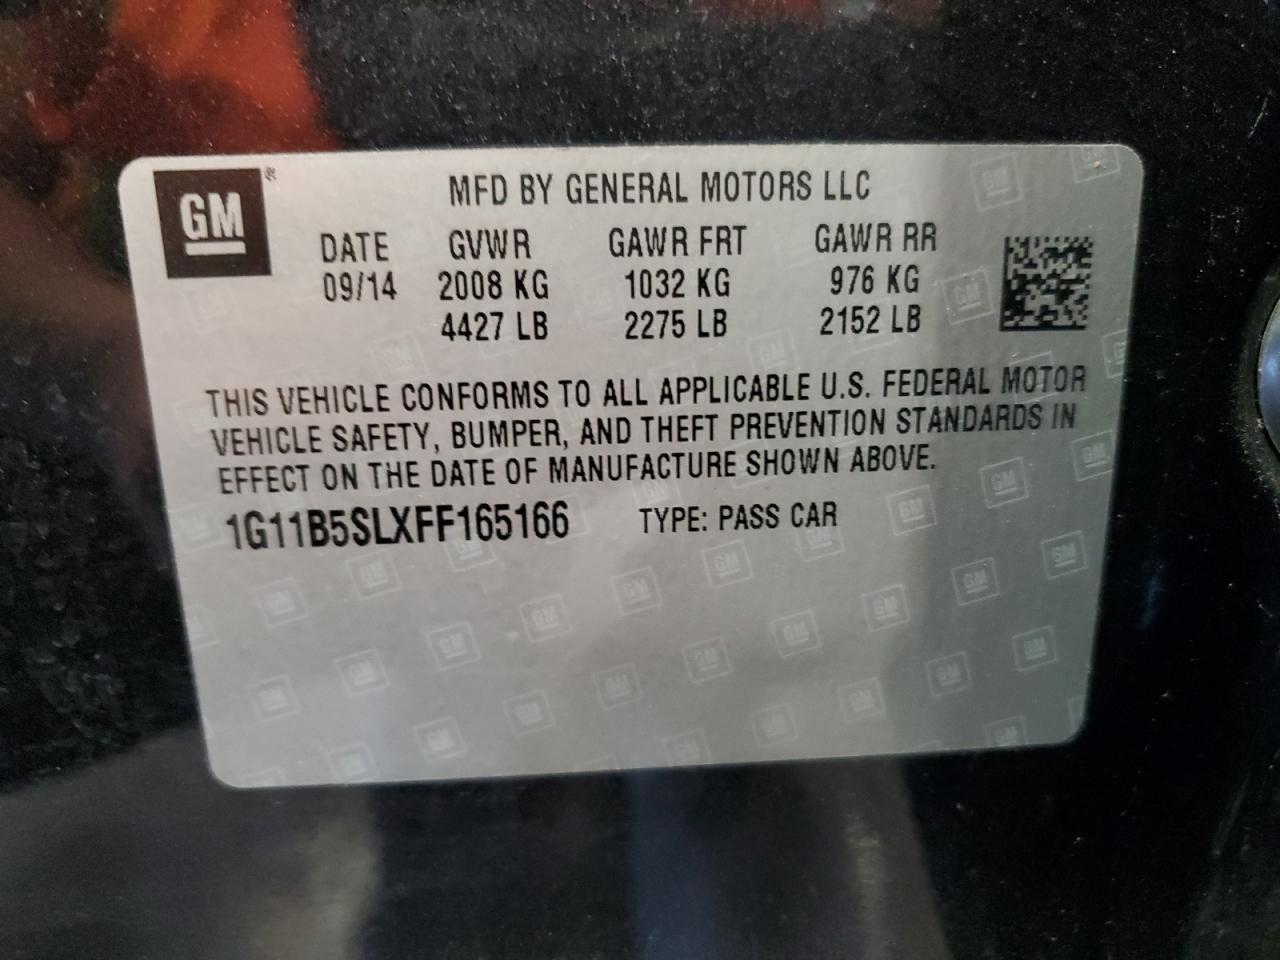 GM®
MFD BY GENERAL MOTORS LLC
DATE GVWR GAWR FRT GAWR RR
09/14 2008 KG 1032 KG 976 KG
4427 LB 2275 LB 2152 LB
THIS VEHICLE CONFORMS TO ALL APPLICABLE U.S. FEDERAL MOTOR
VEHICLE SAFETY, BUMPER, AND THEFT PREVENTION STANDARDS IN
EFFECT ON THE DATE OF MANUFACTURE SHOWN ABOVE.
1G11B5SLXFF165166 TYPE: PASS CAR